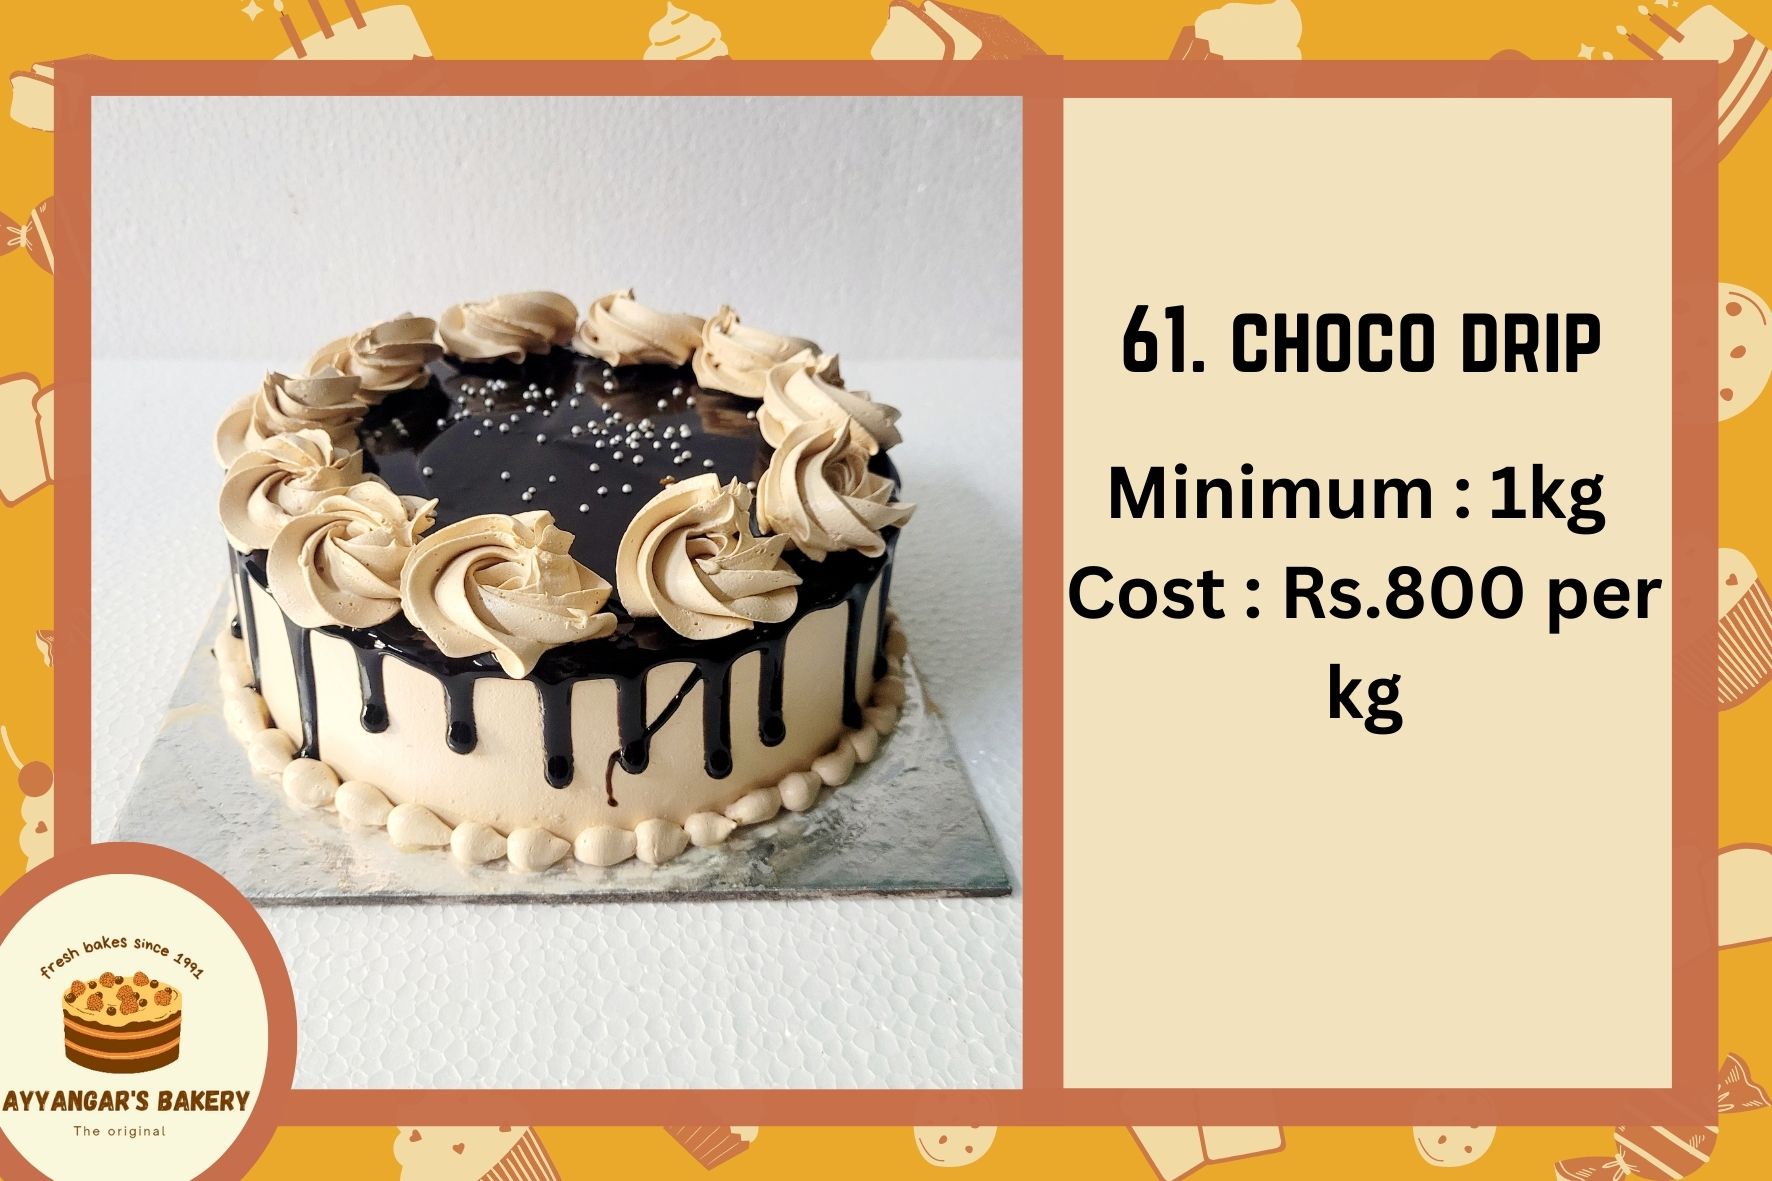 61. CHOCO DRIP
Minimum : 1kg
Cost : Rs.800 per
kg
fresh bakes since 1991
AYYANGAR'S BAKERY
The original